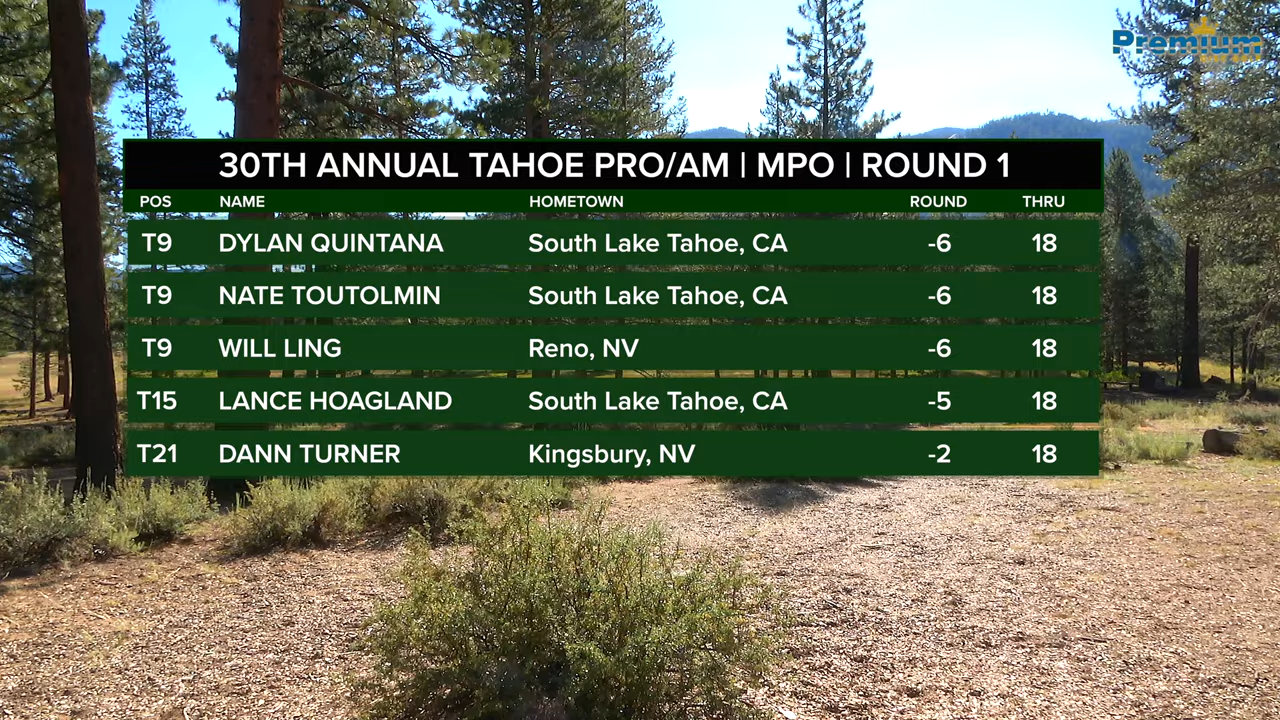 Premium
30TH ANNUAL TAHOE PRO/AM | MPO | ROUND 1
POS NAME HOMETOWN ROUND THRU
T9 DYLAN QUINTANA South Lake Tahoe, CA -6 18
T9 NATE TOUTOLMIN South Lake Tahoe, CA -6 18
T9 WILL LING Reno, NV -6 18
T15 LANCE HOAGLAND South Lake Tahoe, CA -5 18
T21 DANN TURNER Kingsbury, NV -2 18